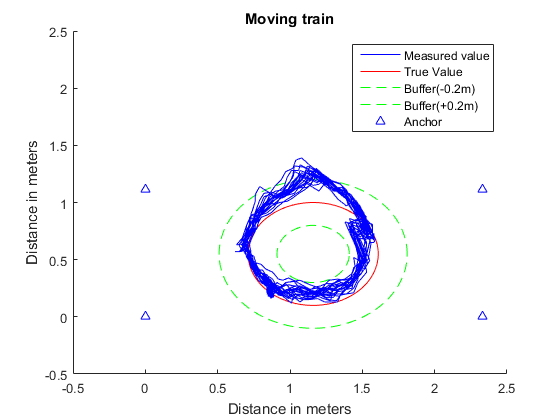 Moving train
Measured value
True Value
Buffer(-0.2m)
Buffer(+0.2m)
Anchor
2.5
2
1.5
1
0.5
0
-0.5
Distance in meters
-0.5
0
0.5
1
1.5
2
2.5
Distance in meters